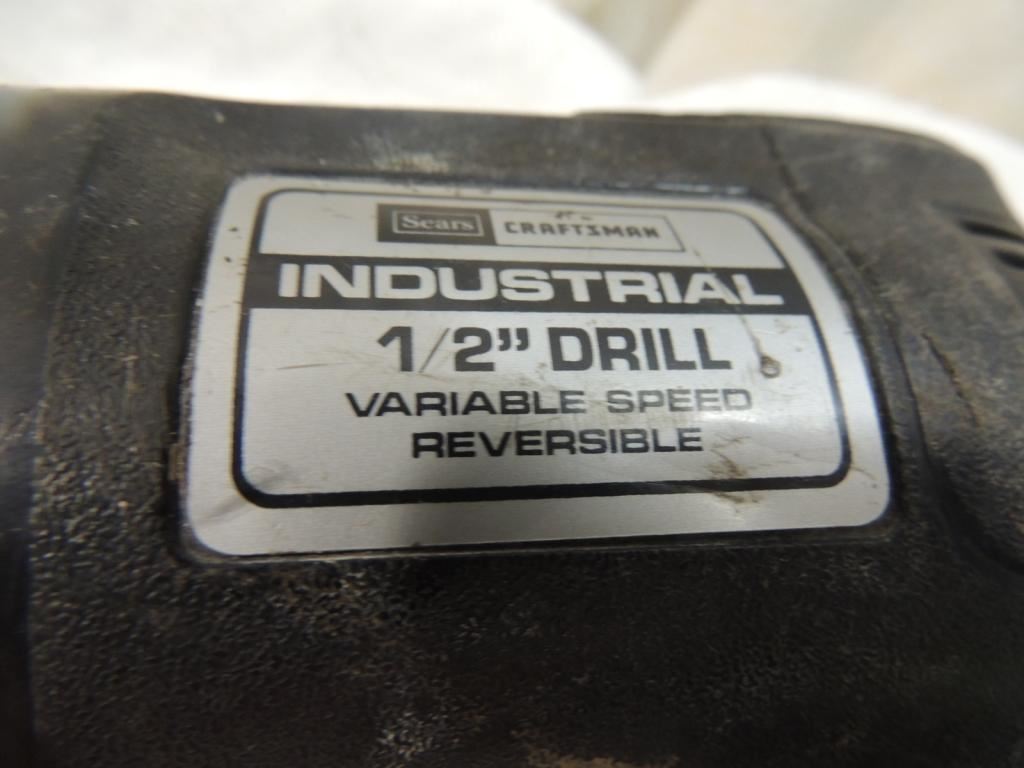 Sears CRAFTSMAN
INDUSTRIAL
1/2" DRILL
VARIABLE SPEED
REVERSIBLE